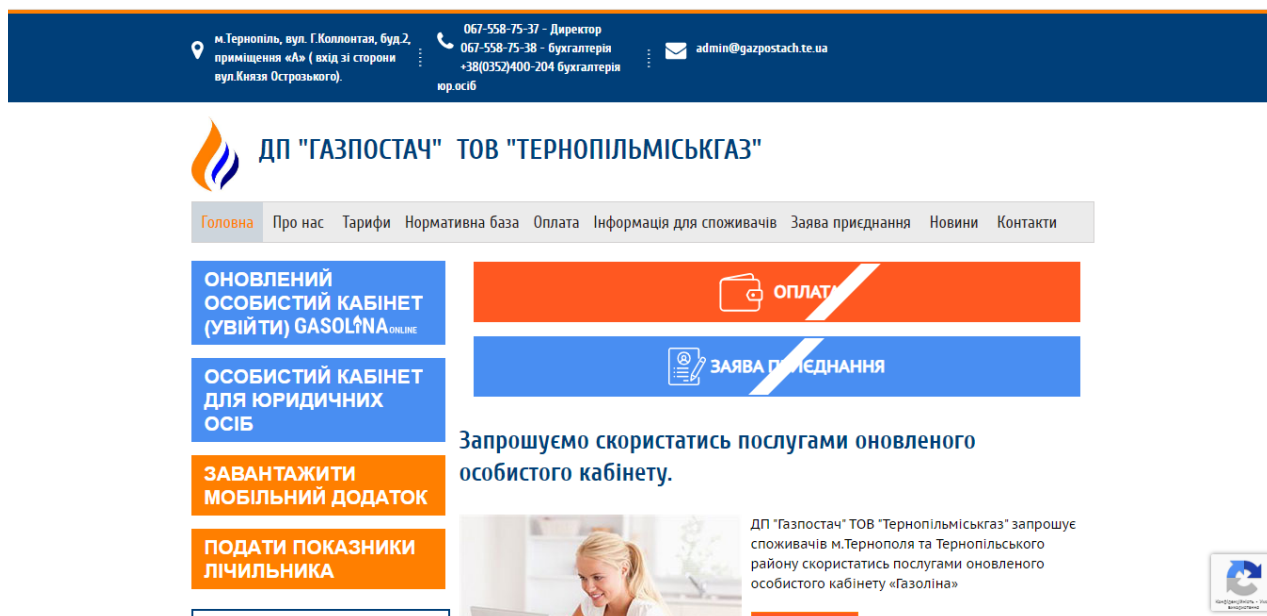 м.Тернопіль, вул. Г.Коллонтая, буд.2,
приміщення «А» ( вхід зі сторони
вул.Князя Острозького).
067-558-75-37 - Директор
067-558-75-38 - бухгалтерія
+38(0352)400-204 бухгалтерія
юр.осіб
admin@gazpostach.te.ua
ДП "ГАЗПОСТАЧ" ТОВ "ТЕРНОПІЛЬМІСЬКГАЗ"
Головна Про нас Тарифи Нормативна база Оплата Інформація для споживачів Заява приєднання Новини Контакти
ОНОВЛЕНИЙ
ОСОБИСТИЙ КАБІНЕТ
(УВІЙТИ) GASOLINA ONLINE
ОСОБИСТИЙ КАБІНЕТ
ДЛЯ ЮРИДИЧНИХ
ОСІБ
ЗАВАНТАЖИТИ
МОБІЛЬНИЙ ДОДАТОК
ПОДАТИ ПОКАЗНИКИ
ЛІЧИЛЬНИКА
ОПЛАТА
ЗАЯВА ПРИЄДНАННЯ
Запрошуємо скористатись послугами оновленого
особистого кабінету.
ДП "Газпостач" ТОВ "Тернопільміськгаз" запрошує
споживачів м.Тернополя та Тернопільського
району скористатись послугами оновленого
особистого кабінету «Газоліна»